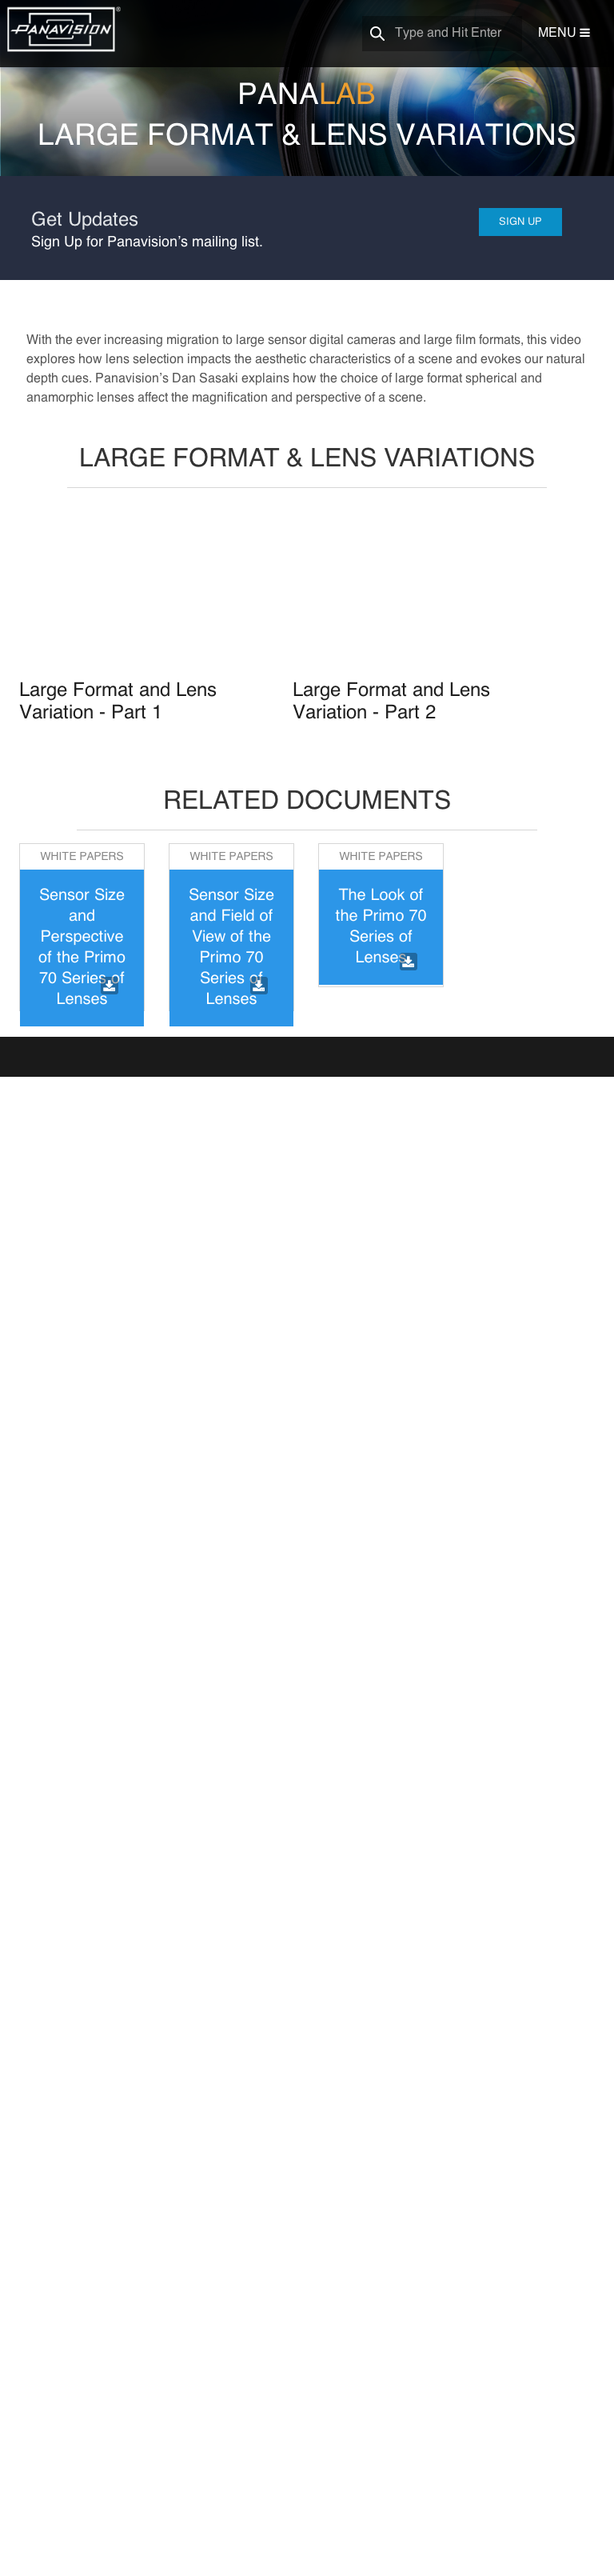 PANAVISION®
Type and Hit Enter
MENU
PANALAB
LARGE FORMAT & LENS VARIATIONS
Get Updates
Sign Up for Panavision’s mailing list.
SIGN UP
With the ever increasing migration to large sensor digital cameras and large film formats, this video
explores how lens selection impacts the aesthetic characteristics of a scene and evokes our natural
depth cues. Panavision’s Dan Sasaki explains how the choice of large format spherical and
anamorphic lenses affect the magnification and perspective of a scene.
LARGE FORMAT & LENS VARIATIONS
Large Format and Lens
Variation - Part 1
Large Format and Lens
Variation - Part 2
RELATED DOCUMENTS
WHITE PAPERS
Sensor Size
and
Perspective
of the Primo
70 Series of
Lenses
WHITE PAPERS
Sensor Size
and Field of
View of the
Primo 70
Series of
Lenses
WHITE PAPERS
The Look of
the Primo 70
Series of
Lenses